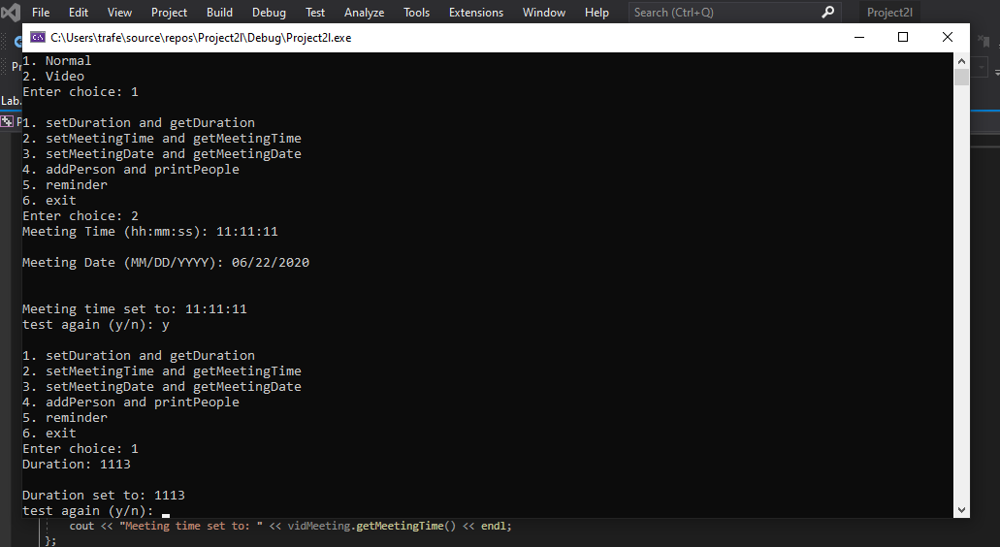 File Edit View Project Build Debug Test Analyze Tools Extensions Window Help Search (Ctrl+Q) Project2I
C:\Users\trafe\source\repos\Project2I\Debug\Project2I.exe
1. Normal
2. Video
Enter choice: 1
1. setDuration and getDuration
2. setMeetingTime and getMeetingTime
3. setMeetingDate and getMeetingDate
4. addPerson and printPeople
5. reminder
6. exit
Enter choice: 2
Meeting Time (hh:mm:ss): 11:11:11
Meeting Date (MM/DD/YYYY): 06/22/2020
Meeting time set to: 11:11:11
test again (y/n): y
1. setDuration and getDuration
2. setMeetingTime and getMeetingTime
3. setMeetingDate and getMeetingDate
4. addPerson and printPeople
5. reminder
6. exit
Enter choice: 1
Duration: 1113
Duration set to: 1113
test again (y/n):
cout << "Meeting time set to: " << vidMeeting.getMeetingTime() << endl;
};